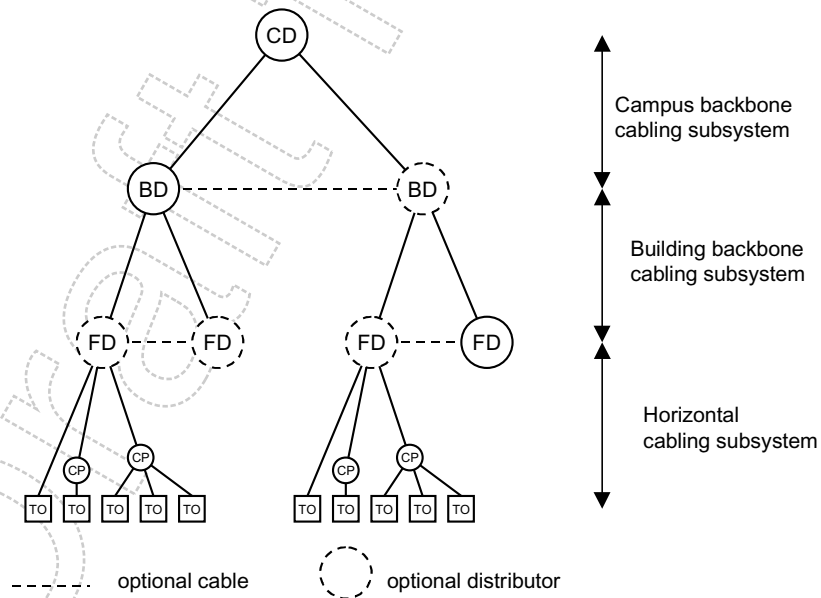 CD
Campus backbone
cabling subsystem
BD BD
Building backbone
cabling subsystem
FD FD FD FD
Horizontal
cabling subsystem
CP CP CP CP
TO TO TO TO TO TO TO TO TO TO
optional cable optional distributor